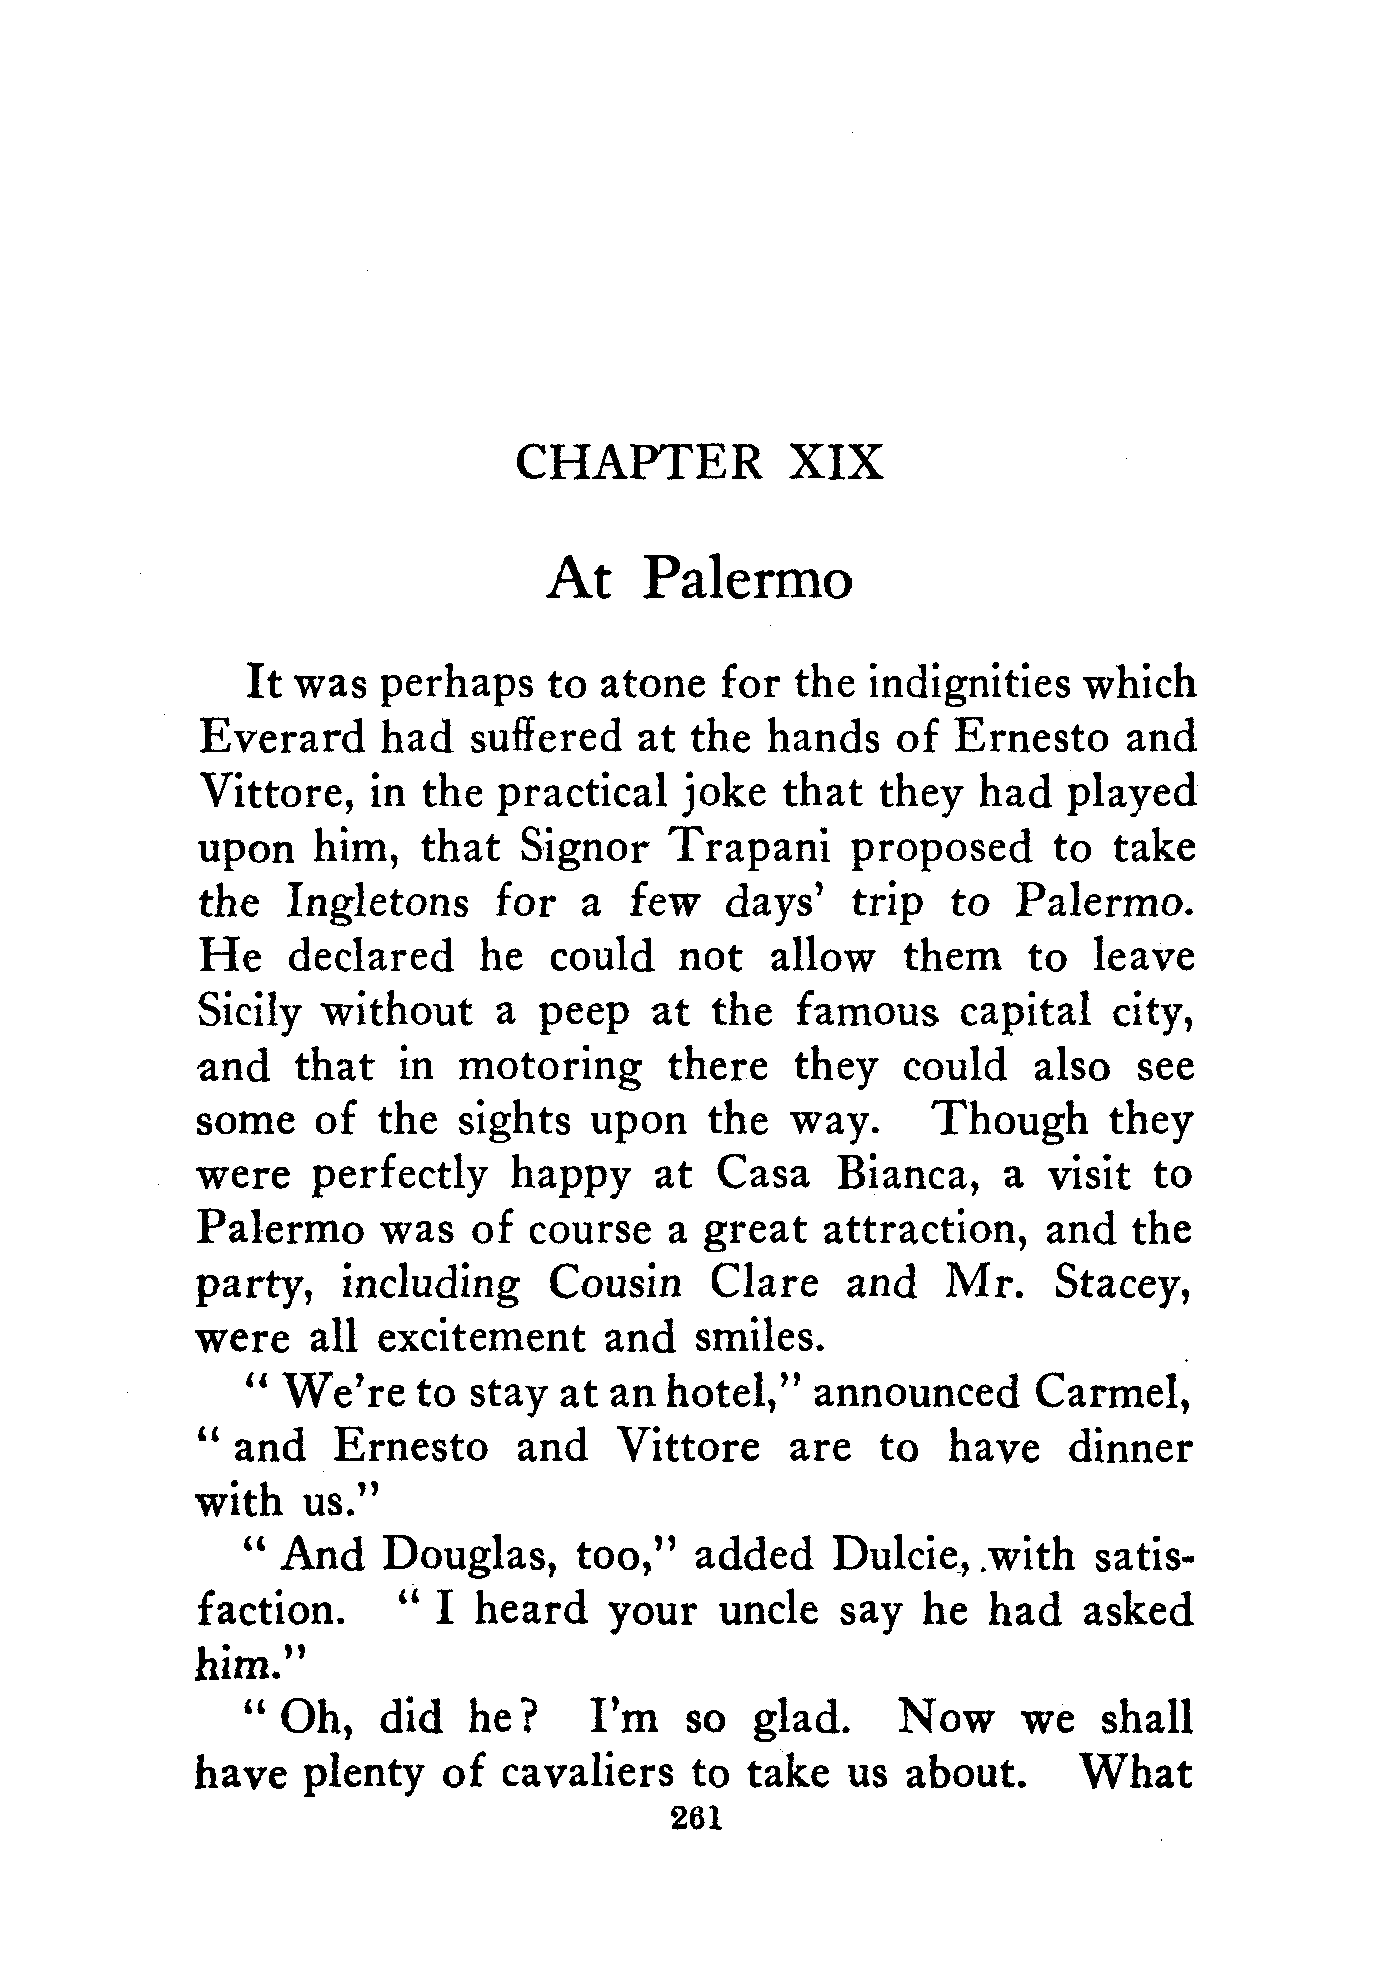 CHAPTER XIX
At Palermo
It was perhaps to atone for the indignities which
Everard had suffered at the hands of Ernesto and
Vittore, in the practical joke that they had played
upon him, that Signor Trapani proposed to take
the Ingletons for a few days' trip to Palermo.
He declared he could not allow them to leave
Sicily without a peep at the famous capital city,
and that in motoring there they could also see
some of the sights upon the way. Though they
were perfectly happy at Casa Bianca, a visit to
Palermo was of course a great attraction, and the
party, including Cousin Clare and Mr. Stacey,
were all excitement and smiles.
"We're to stay at an hotel," announced Carmel,
"and Ernesto and Vittore are to have dinner
with us."
"And Douglas, too," added Dulcie, with satis-
faction. "I heard your uncle say he had asked
him."
"Oh, did he? I'm so glad. Now we shall
have plenty of cavaliers to take us about. What
261